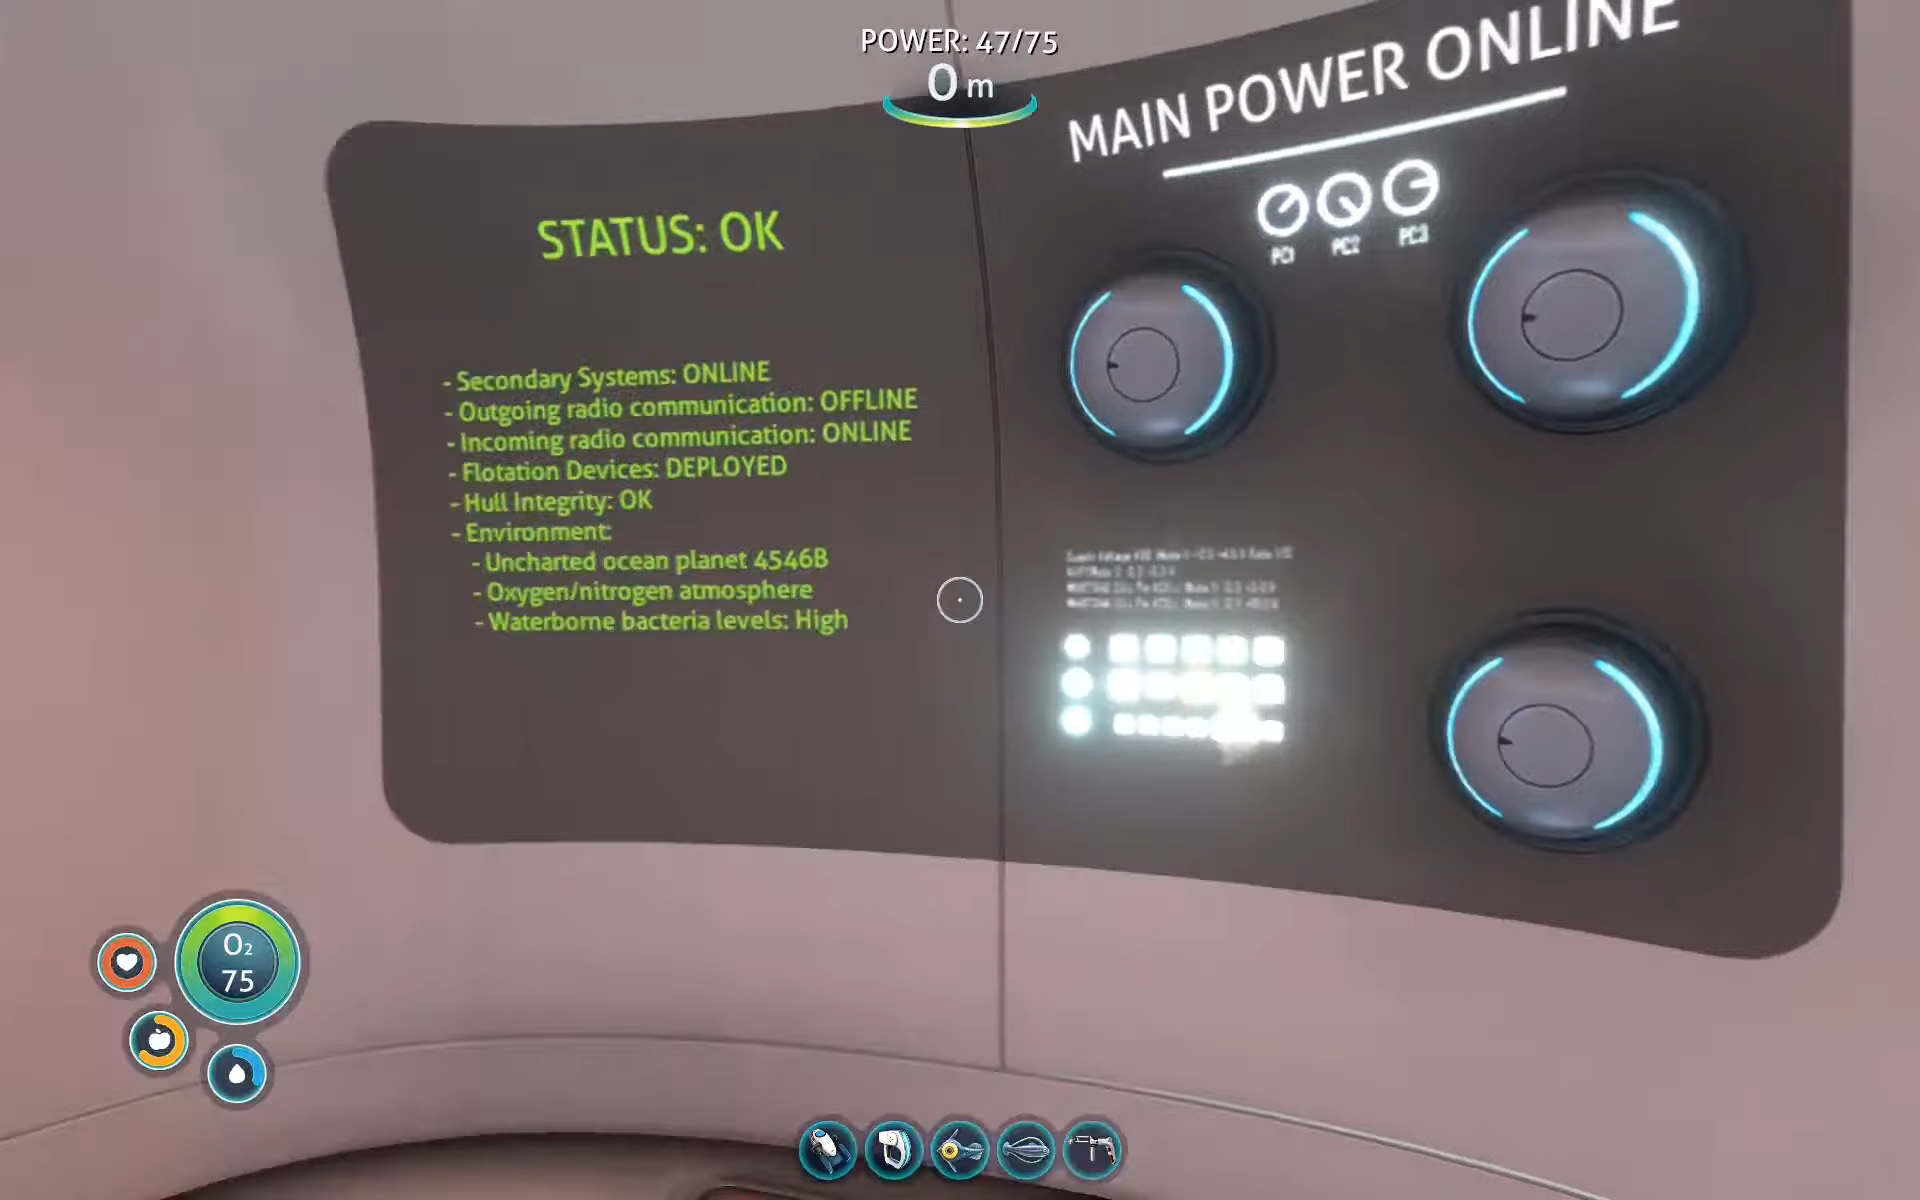 POWER: 47/75
0 m
MAIN POWER ONLINE
PC1 PC2 PC3
STATUS: OK
- Secondary Systems: ONLINE
- Outgoing radio communication: OFFLINE
- Incoming radio communication: ONLINE
- Flotation Devices: DEPLOYED
- Hull Integrity: OK
- Environment:
- Uncharted ocean planet 4546B
- Oxygen/nitrogen atmosphere
- Waterborne bacteria levels: High
O2
75